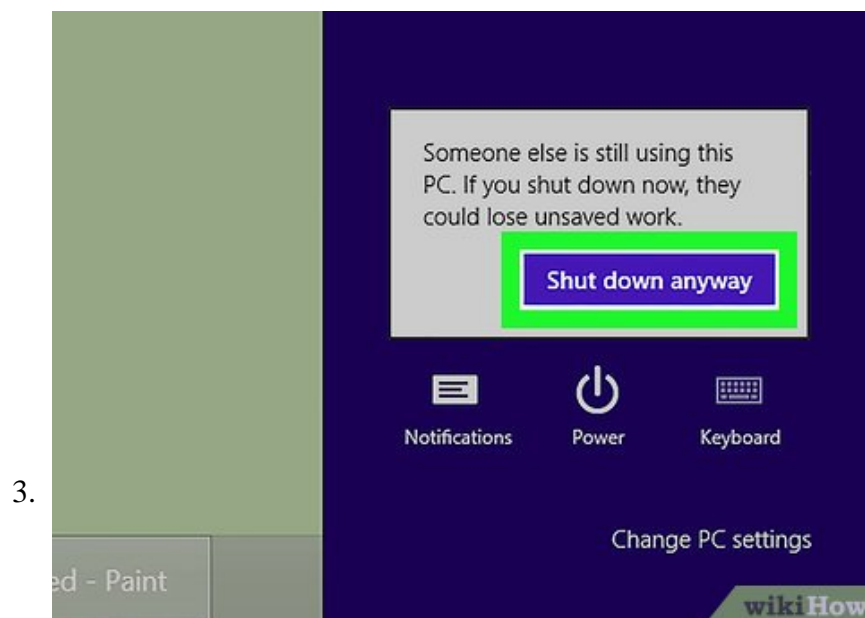 Someone else is still using this
PC. If you shut down now, they
could lose unsaved work.
Shut down anyway
Notifications
Power
Keyboard
3.
Change PC settings
ed - Paint
wikiHow